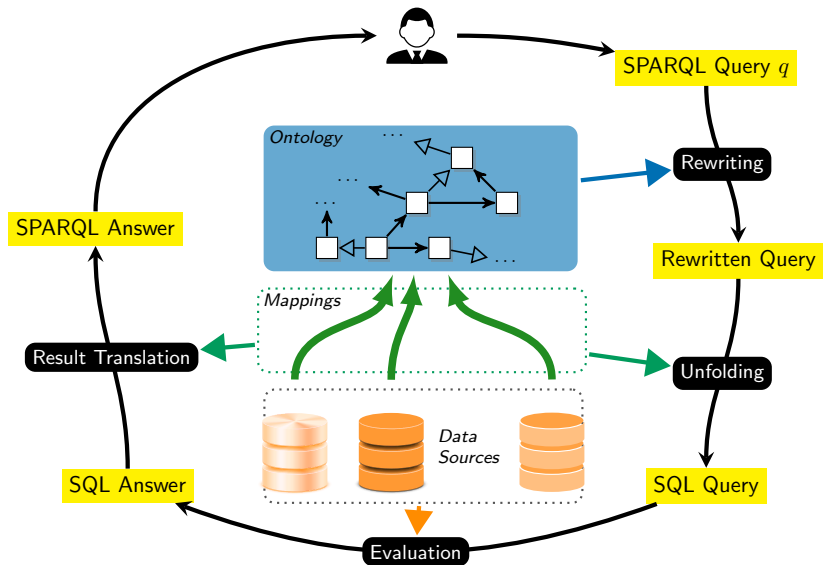 SPARQL Query q
Ontology
. . .
Rewriting
. . .
. . .
SPARQL Answer
Rewritten Query
. . .
Mappings
Result Translation
Unfolding
Data
Sources
SQL Answer
SQL Query
Evaluation